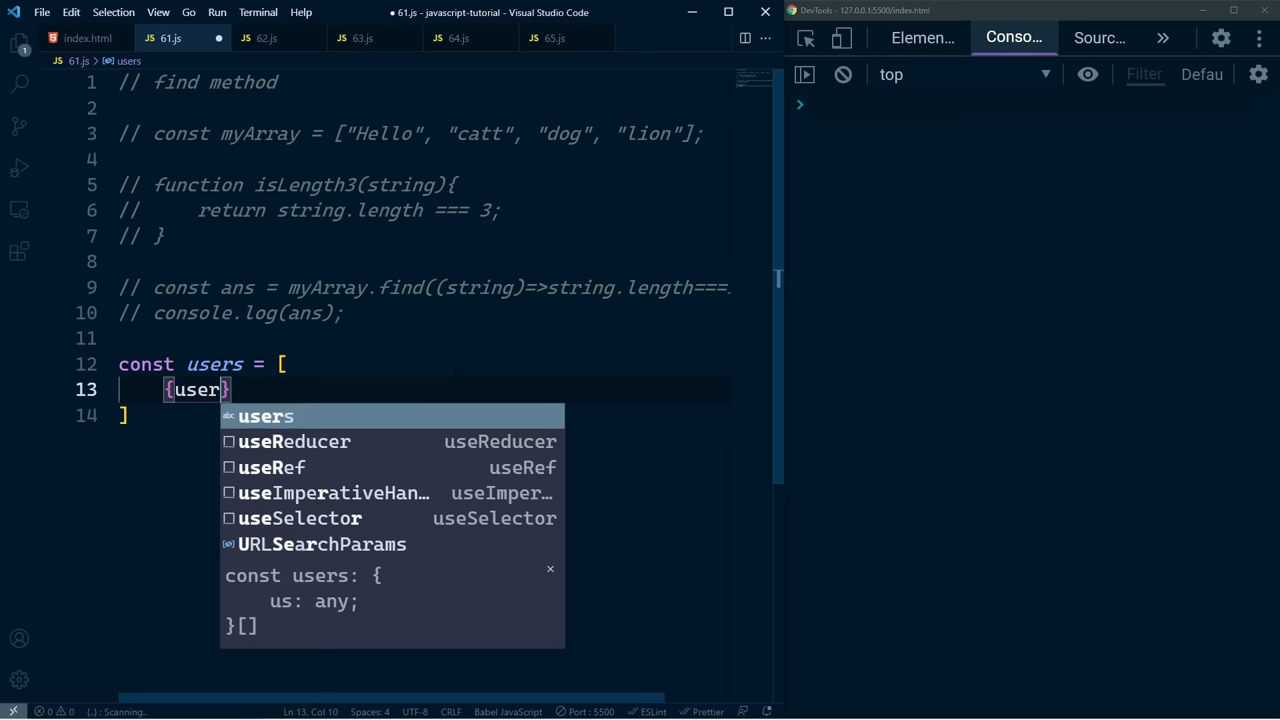 File Edit Selection View Go Run Terminal Help
● 61.js - javascript-tutorial - Visual Studio Code
DevTools - 127.0.0.1:5500/index.html
index.html
JS 61.js ●
JS 62.js
JS 63.js
JS 64.js
JS 65.js
JS 61.js > users
Elemen... Conso... Sourc... »
top Filter Defau
>
1 // find method
2
3 // const myArray = ["Hello", "catt", "dog", "lion"];
4
5 // function isLength3(string){
6 //     return string.length === 3;
7 // }
8
9 // const ans = myArray.find((string)=>string.length===
10 // console.log(ans);
11
12 const users = [
13     {user}
14 ]
abc users
useReducer useReducer
useRef useRef
useImperativeHan... useImper...
useSelector useSelector
URLSearchParams
const users: {
    us: any;
}[]
1
0 0 {..} : Scanning.. Ln 13, Col 10 Spaces: 4 UTF-8 CRLF Babel JavaScript Port : 5500 ESLint Prettier